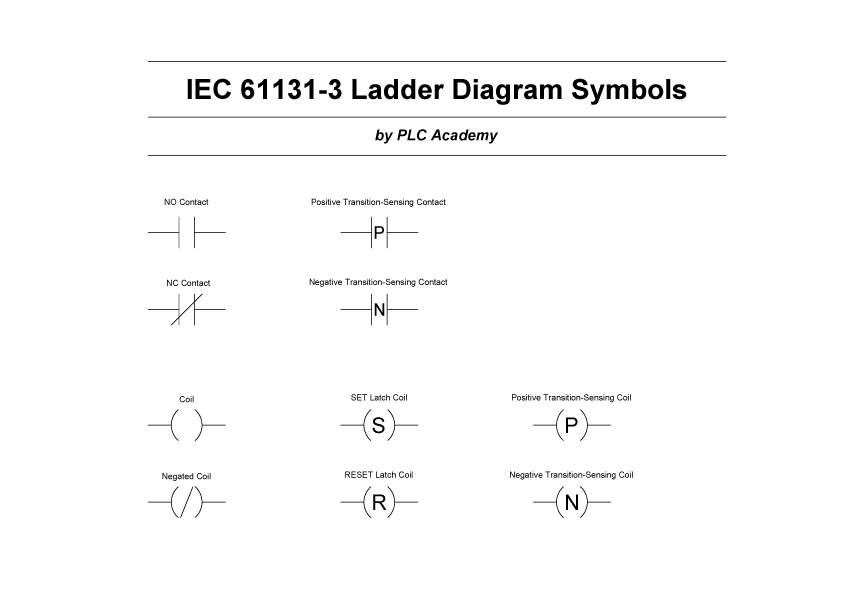 IEC 61131-3 Ladder Diagram Symbols
by PLC Academy
NO Contact
Positive Transition-Sensing Contact
P
NC Contact
Negative Transition-Sensing Contact
N
Coil
SET Latch Coil
Positive Transition-Sensing Coil
S
P
Negated Coil
RESET Latch Coil
Negative Transition-Sensing Coil
R
N